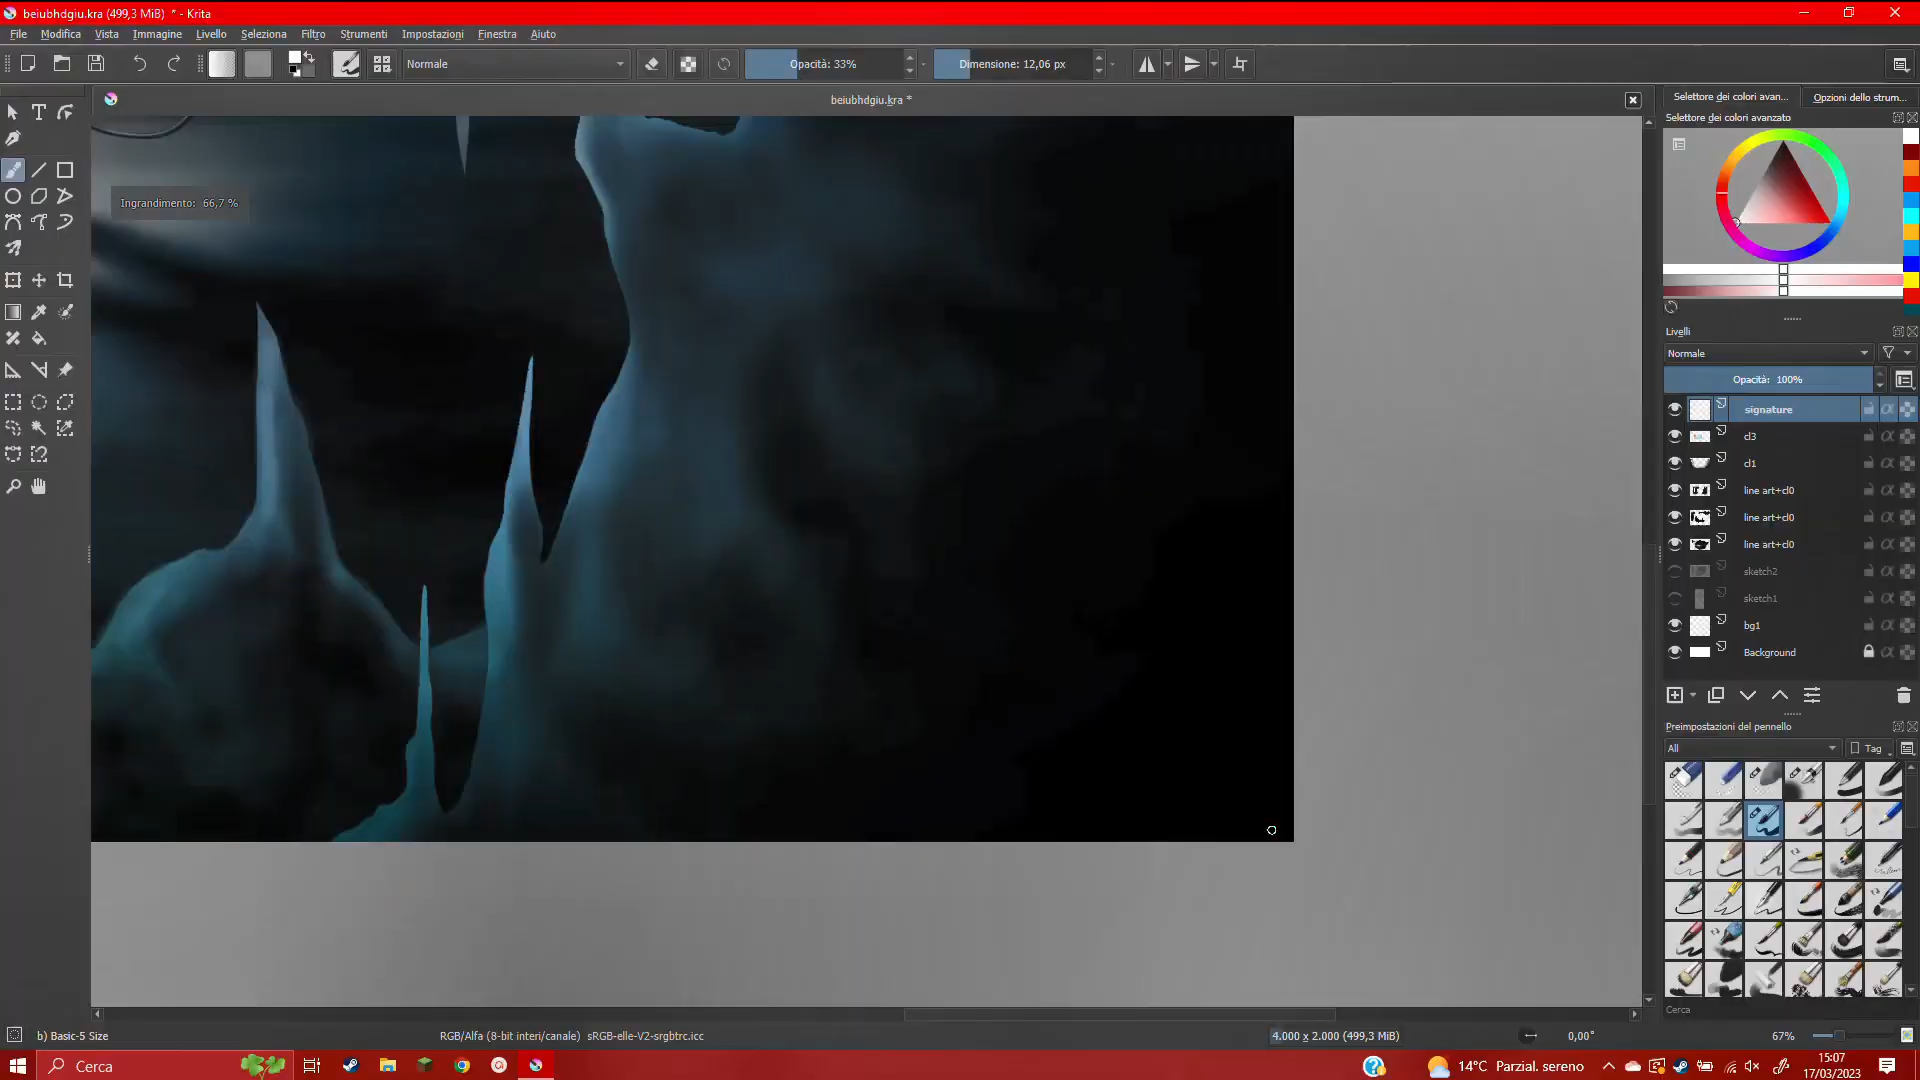 beiubhdgiu.kra (499,3 MiB) * - Krita
File Modifica Vista Immagine Livello Seleziona Filtro Strumenti Impostazioni Finestra Aiuto
Normale Opacità: 33% Dimensione: 12,06 px
beiubhdgiu.kra *
Selettore dei colori avan... Opzioni dello strum...
Selettore dei colori avanzato
Ingrandimento: 66,7 %
Livelli
Normale
Opacità: 100%
signature
cl3
cl1
line art+cl0
line art+cl0
line art+cl0
sketch2
sketch1
bg1
Background
Preimpostazioni del pennello
All Tag
Cerca
b) Basic-5 Size RGB/Alfa (8-bit interi/canale) sRGB-elle-V2-srgbtrc.icc 4.000 x 2.000 (499,3 MiB) 0,00° 67%
Cerca 14°C Parzial. sereno 15:07
17/03/2023